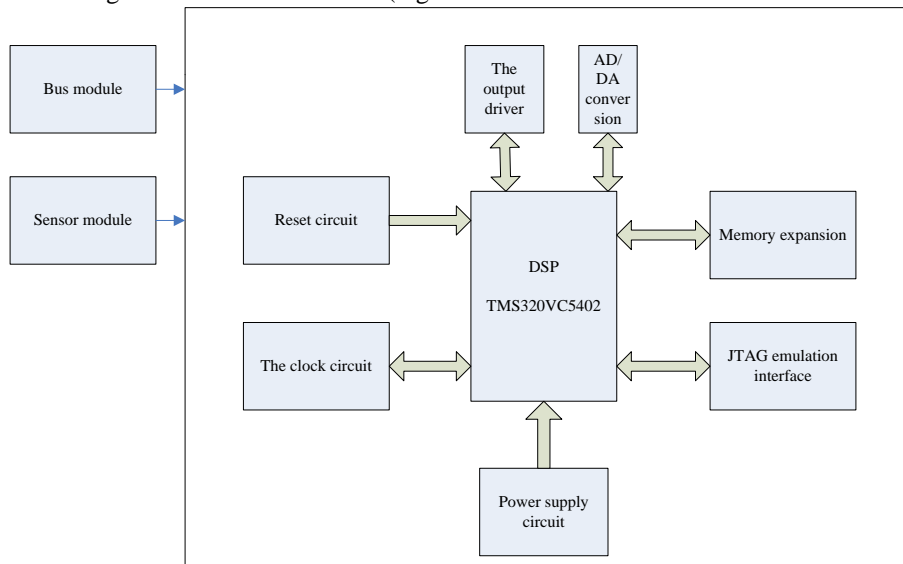 Bus module
Sensor module
The
output
driver
AD/
DA
conver
sion
Reset circuit
Memory expansion
DSP
TMS320VC5402
The clock circuit
JTAG emulation
interface
Power supply
circuit